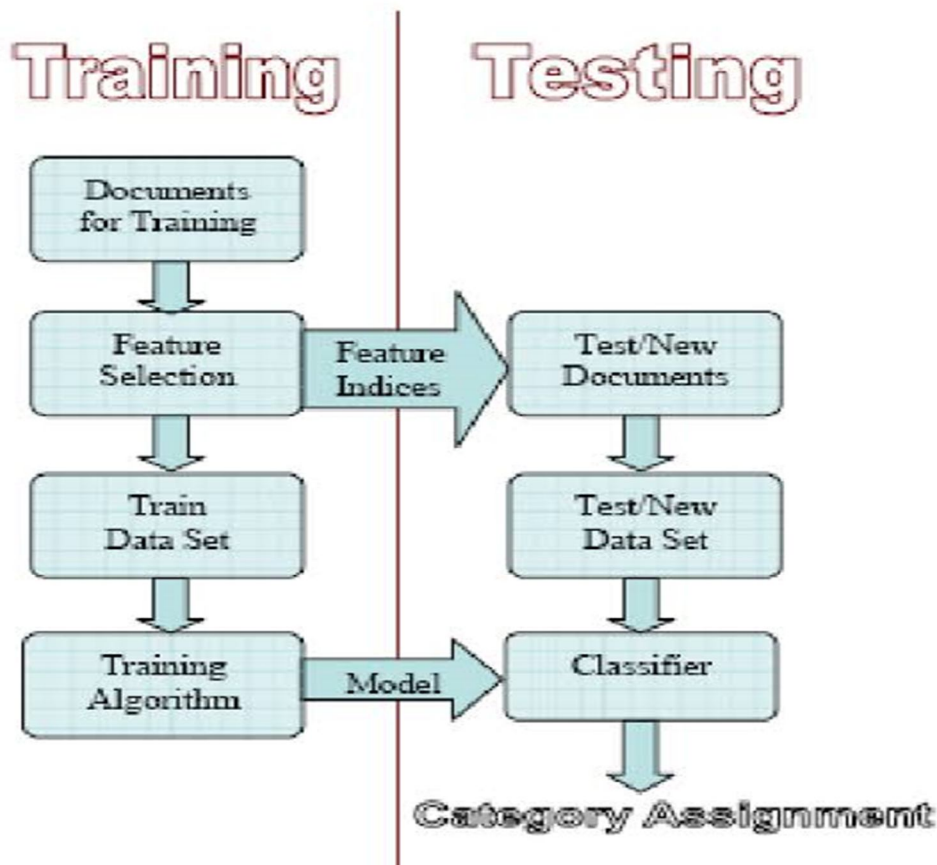 Training
Testing
Documents
for Training
Feature
Selection
Feature
Indices
Test/New
Documents
Train
Data Set
Test/New
Data Set
Training
Algorithm
Model
Classifier
Category Assignment